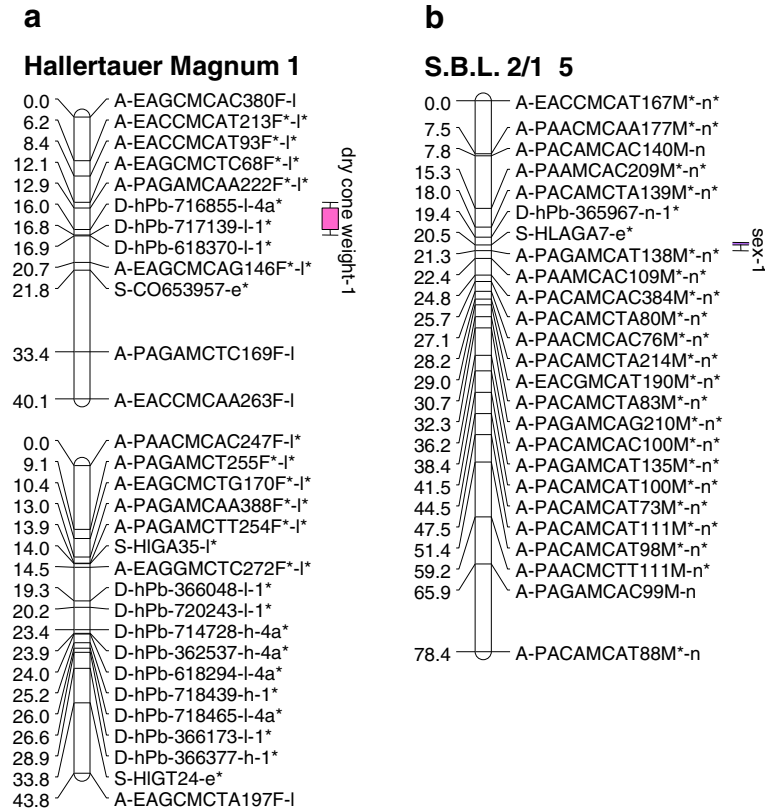 a
Hallertauer Magnum 1
0.0 A-EAGCMCAC380F-l
6.2 A-EACCMCAT213F*-l*
8.4 A-EACCMCAT93F*-l*
12.1 A-EAGCMCTC68F*-l*
12.9 A-PAGAMCAA222F*-l*
16.0 D-hPb-716855-l-4a*
16.8 D-hPb-717139-l-1*
16.9 D-hPb-618370-l-1*
20.7 A-EAGCMCAG146F*-l*
21.8 S-CO653957-e*
33.4 A-PAGAMCTC169F-l
40.1 A-EACCMCAA263F-l
dry cone weight-1
0.0 A-PAACMCAC247F-l*
9.1 A-PAGAMCT255F*-l*
10.4 A-EAGCMCTG170F*-l*
13.0 A-PAGAMCAA388F*-l*
13.9 A-PAGAMCTT254F*-l*
14.0 S-HlGA35-l*
14.5 A-EAGGMCTC272F*-l*
19.3 D-hPb-366048-l-1*
20.2 D-hPb-720243-l-1*
23.4 D-hPb-714728-h-4a*
23.9 D-hPb-362537-h-4a*
24.0 D-hPb-618294-l-4a*
25.2 D-hPb-718439-h-1*
26.0 D-hPb-718465-l-4a*
26.6 D-hPb-366173-l-1*
28.9 D-hPb-366377-h-1*
33.8 S-HlGT24-e*
43.8 A-EAGCMCTA197F-l
b
S.B.L. 2/1 5
0.0 A-EACCMCAT167M*-n*
7.5 A-PAACMCAA177M*-n*
7.8 A-PACAMCAC140M-n
15.3 A-PAAMCAC209M*-n*
18.0 A-PACAMCTA139M*-n*
19.4 D-hPb-365967-n-1*
20.5 S-HLAGA7-e*
21.3 A-PAGAMCAT138M*-n*
22.4 A-PAAMCAC109M*-n*
24.8 A-PACAMCAC384M*-n*
25.7 A-PACAMCTA80M*-n*
27.1 A-PAACMCAC76M*-n*
28.2 A-PACAMCTA214M*-n*
29.0 A-EACGMCAT190M*-n*
30.7 A-PACAMCTA83M*-n*
32.3 A-PAGAMCAG210M*-n*
36.2 A-PACAMCAC100M*-n*
38.4 A-PAGAMCAT135M*-n*
41.5 A-PACAMCAT100M*-n*
44.5 A-PACAMCAT73M*-n*
47.5 A-PACAMCAT111M*-n*
51.4 A-PACAMCAT98M*-n*
59.2 A-PAACMCTT111M-n*
65.9 A-PAGAMCAC99M-n
78.4 A-PACAMCAT88M*-n
sex-1